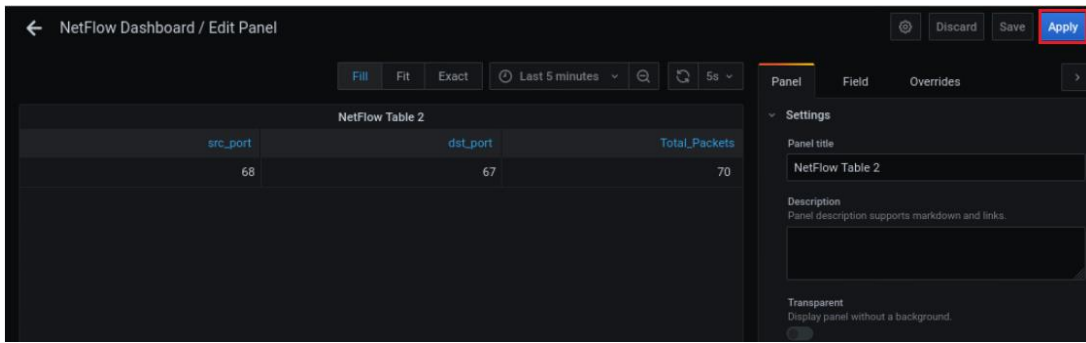 NetFlow Dashboard / Edit Panel
Discard Save Apply
Fill Fit Exact Last 5 minutes 5s
Panel Field Overrides
NetFlow Table 2
src_port dst_port Total_Packets
68 67 70
Settings
Panel title
NetFlow Table 2
Description
Panel description supports markdown and links.
Transparent
Display panel without a background.